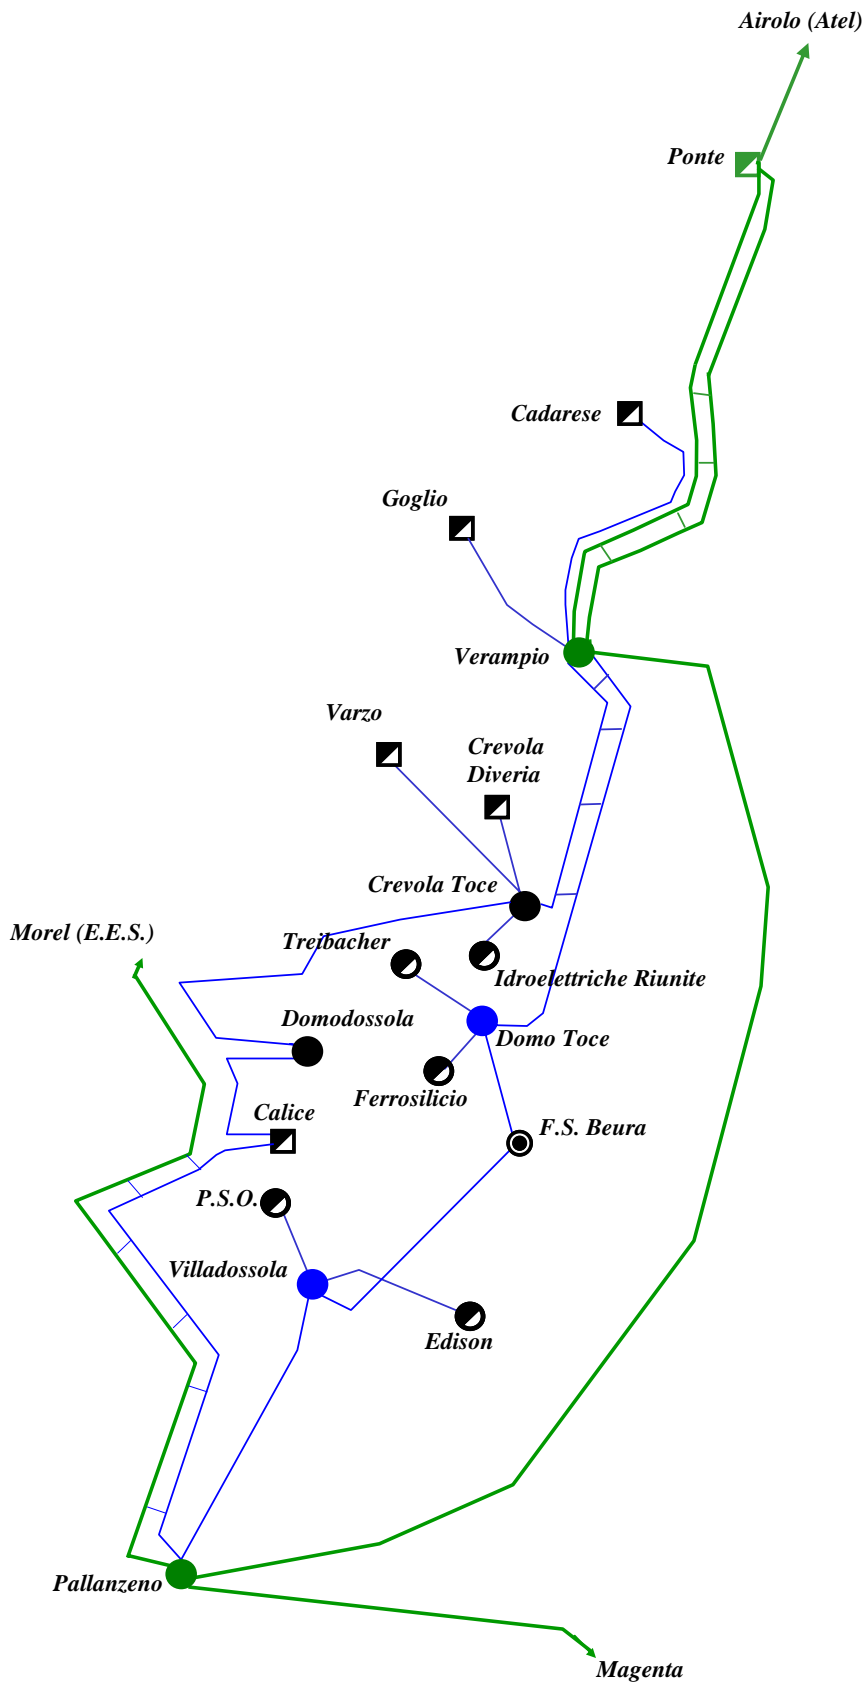 Airolo (Atel)
Ponte
Cadarese
Goglio
Verampio
Varzo
Crevola
Diveria
Crevola Toce
Morel (E.E.S.)
Treibacher
Idroelettriche Riunite
Domodossola
Domo Toce
Ferrosilicio
Calice
F.S. Beura
P.S.O.
Villadossola
Edison
Pallanzeno
Magenta